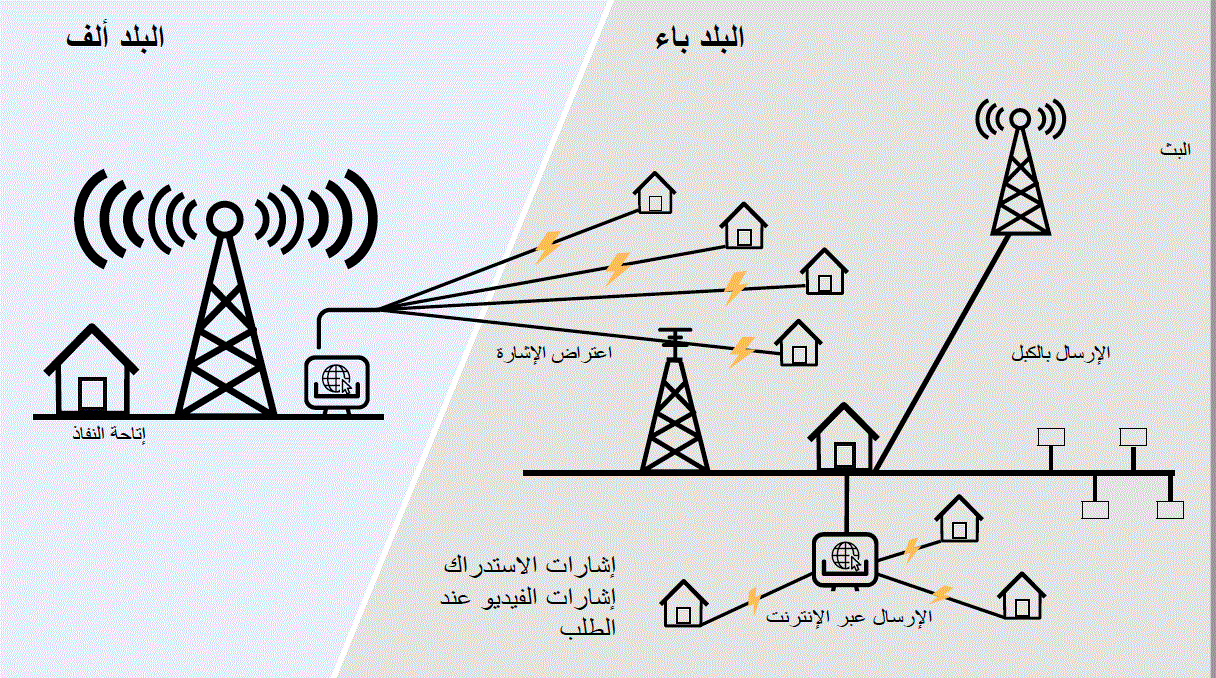 البلد ألف
البلد باء
البث
اعتراض الإشارة
الإرسال بالكبل
إتاحة النفاذ
إشارات الاستدراك
إشارات الفيديو عند
الطلب
الإرسال عبر الإنترنت